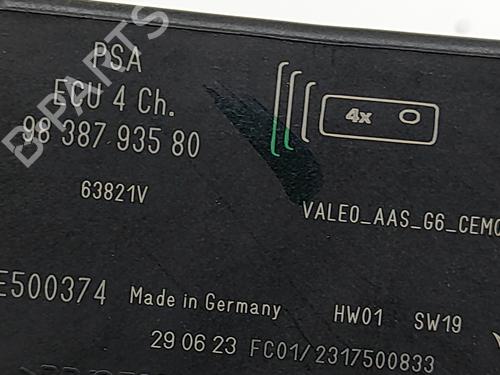 PSA
ECU 4 Ch.
98 387 935 80
63821V
4x
VALEO_AAS_G6_CEMO
E500374 Made in Germany HW01 SW19
29 06 23 FC01/2317500833
B-PARTS